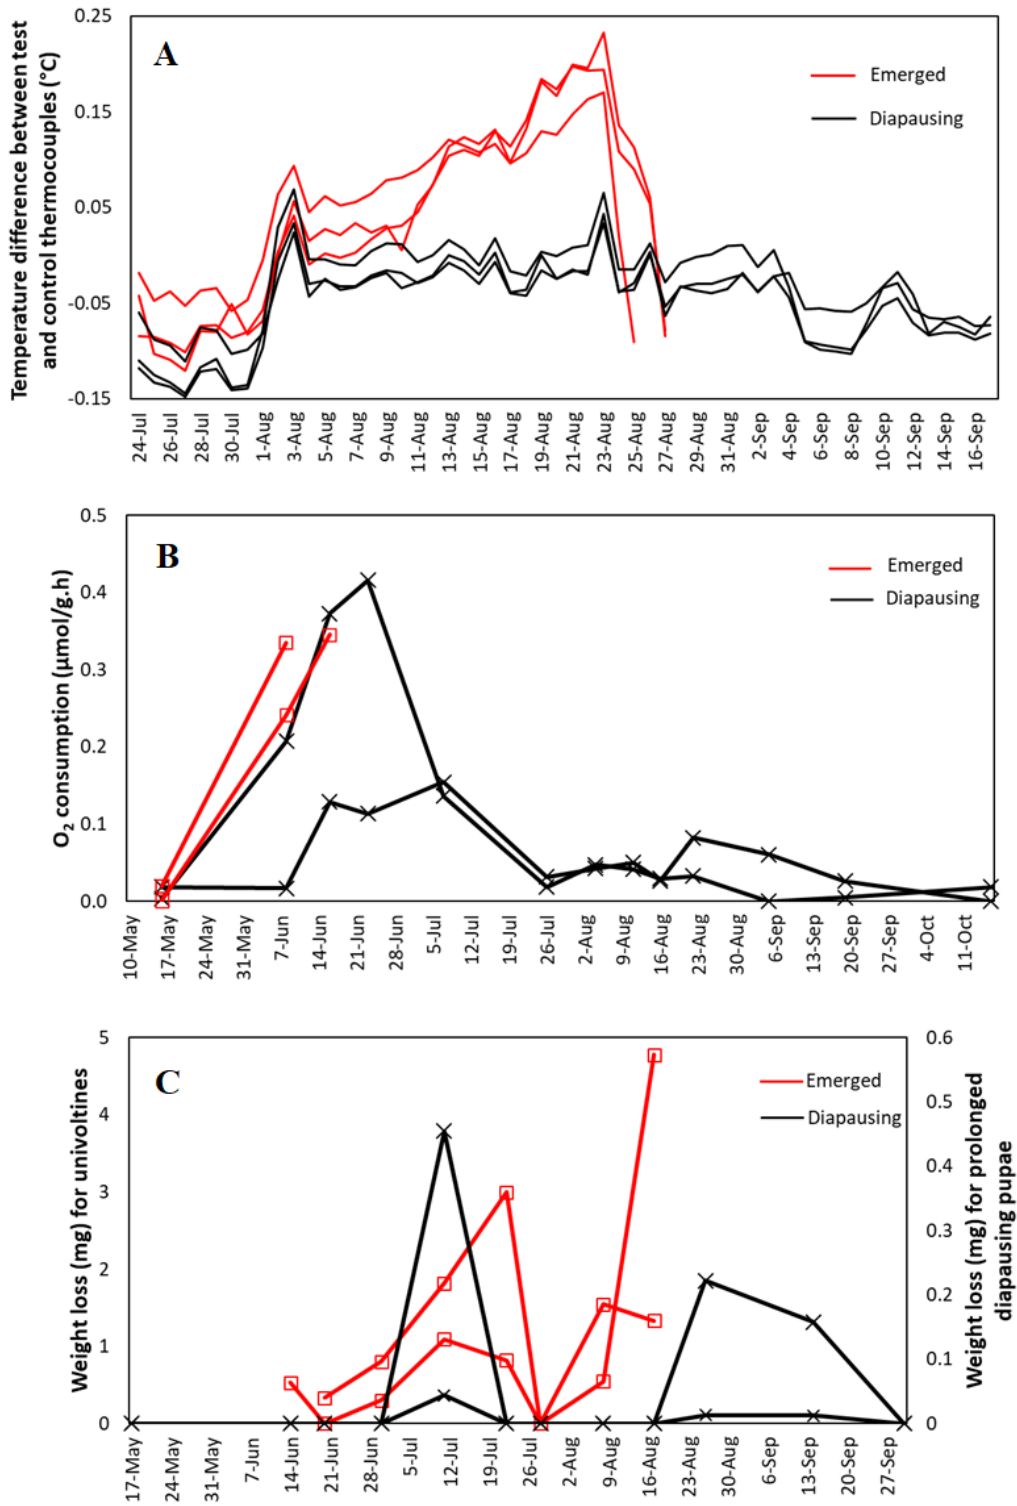 Temperature difference between test
and control thermocouples (°C)
0.25
0.15
0.05
-0.05
-0.15
A
Emerged
Diapausing
24-Jul
26-Jul
28-Jul
30-Jul
1-Aug
3-Aug
5-Aug
7-Aug
9-Aug
11-Aug
13-Aug
15-Aug
17-Aug
19-Aug
21-Aug
23-Aug
25-Aug
27-Aug
29-Aug
31-Aug
2-Sep
4-Sep
6-Sep
8-Sep
10-Sep
12-Sep
14-Sep
16-Sep
O₂ consumption (μmol/g.h)
0.5
0.4
0.3
0.2
0.1
0.0
B
Emerged
Diapausing
10-May
17-May
24-May
31-May
7-Jun
14-Jun
21-Jun
28-Jun
5-Jul
12-Jul
19-Jul
26-Jul
2-Aug
9-Aug
16-Aug
23-Aug
30-Aug
6-Sep
13-Sep
20-Sep
27-Sep
4-Oct
11-Oct
Weight loss (mg) for univoltines
5
4
3
2
1
0
C
Emerged
Diapausing
0.6
0.5
0.4
0.3
0.2
0.1
0
Weight loss (mg) for prolonged
diapausing pupae
17-May
24-May
31-May
7-Jun
14-Jun
21-Jun
28-Jun
5-Jul
12-Jul
19-Jul
26-Jul
2-Aug
9-Aug
16-Aug
23-Aug
30-Aug
6-Sep
13-Sep
20-Sep
27-Sep